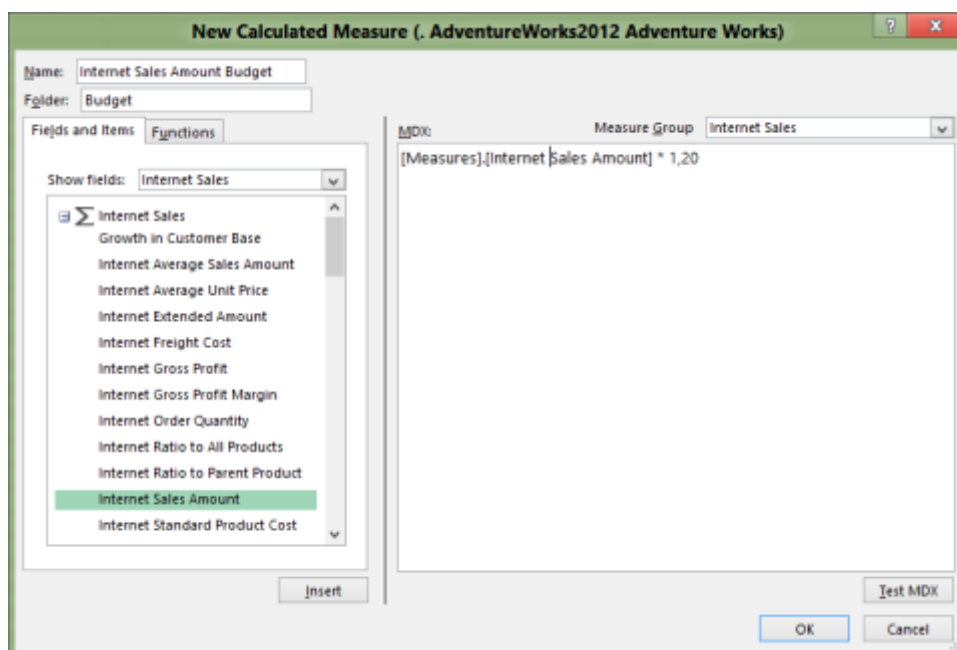 New Calculated Measure (. AdventureWorks2012 Adventure Works)
? x
Name: Internet Sales Amount Budget
Folder: Budget
Fields and Items Functions
Show fields: Internet Sales
Internet Sales
Growth in Customer Base
Internet Average Sales Amount
Internet Average Unit Price
Internet Extended Amount
Internet Freight Cost
Internet Gross Profit
Internet Gross Profit Margin
Internet Order Quantity
Internet Ratio to All Products
Internet Ratio to Parent Product
Internet Sales Amount
Internet Standard Product Cost
Insert
MDX: Measure Group Internet Sales
[Measures].[Internet Sales Amount] * 1,20
Test MDX
OK Cancel